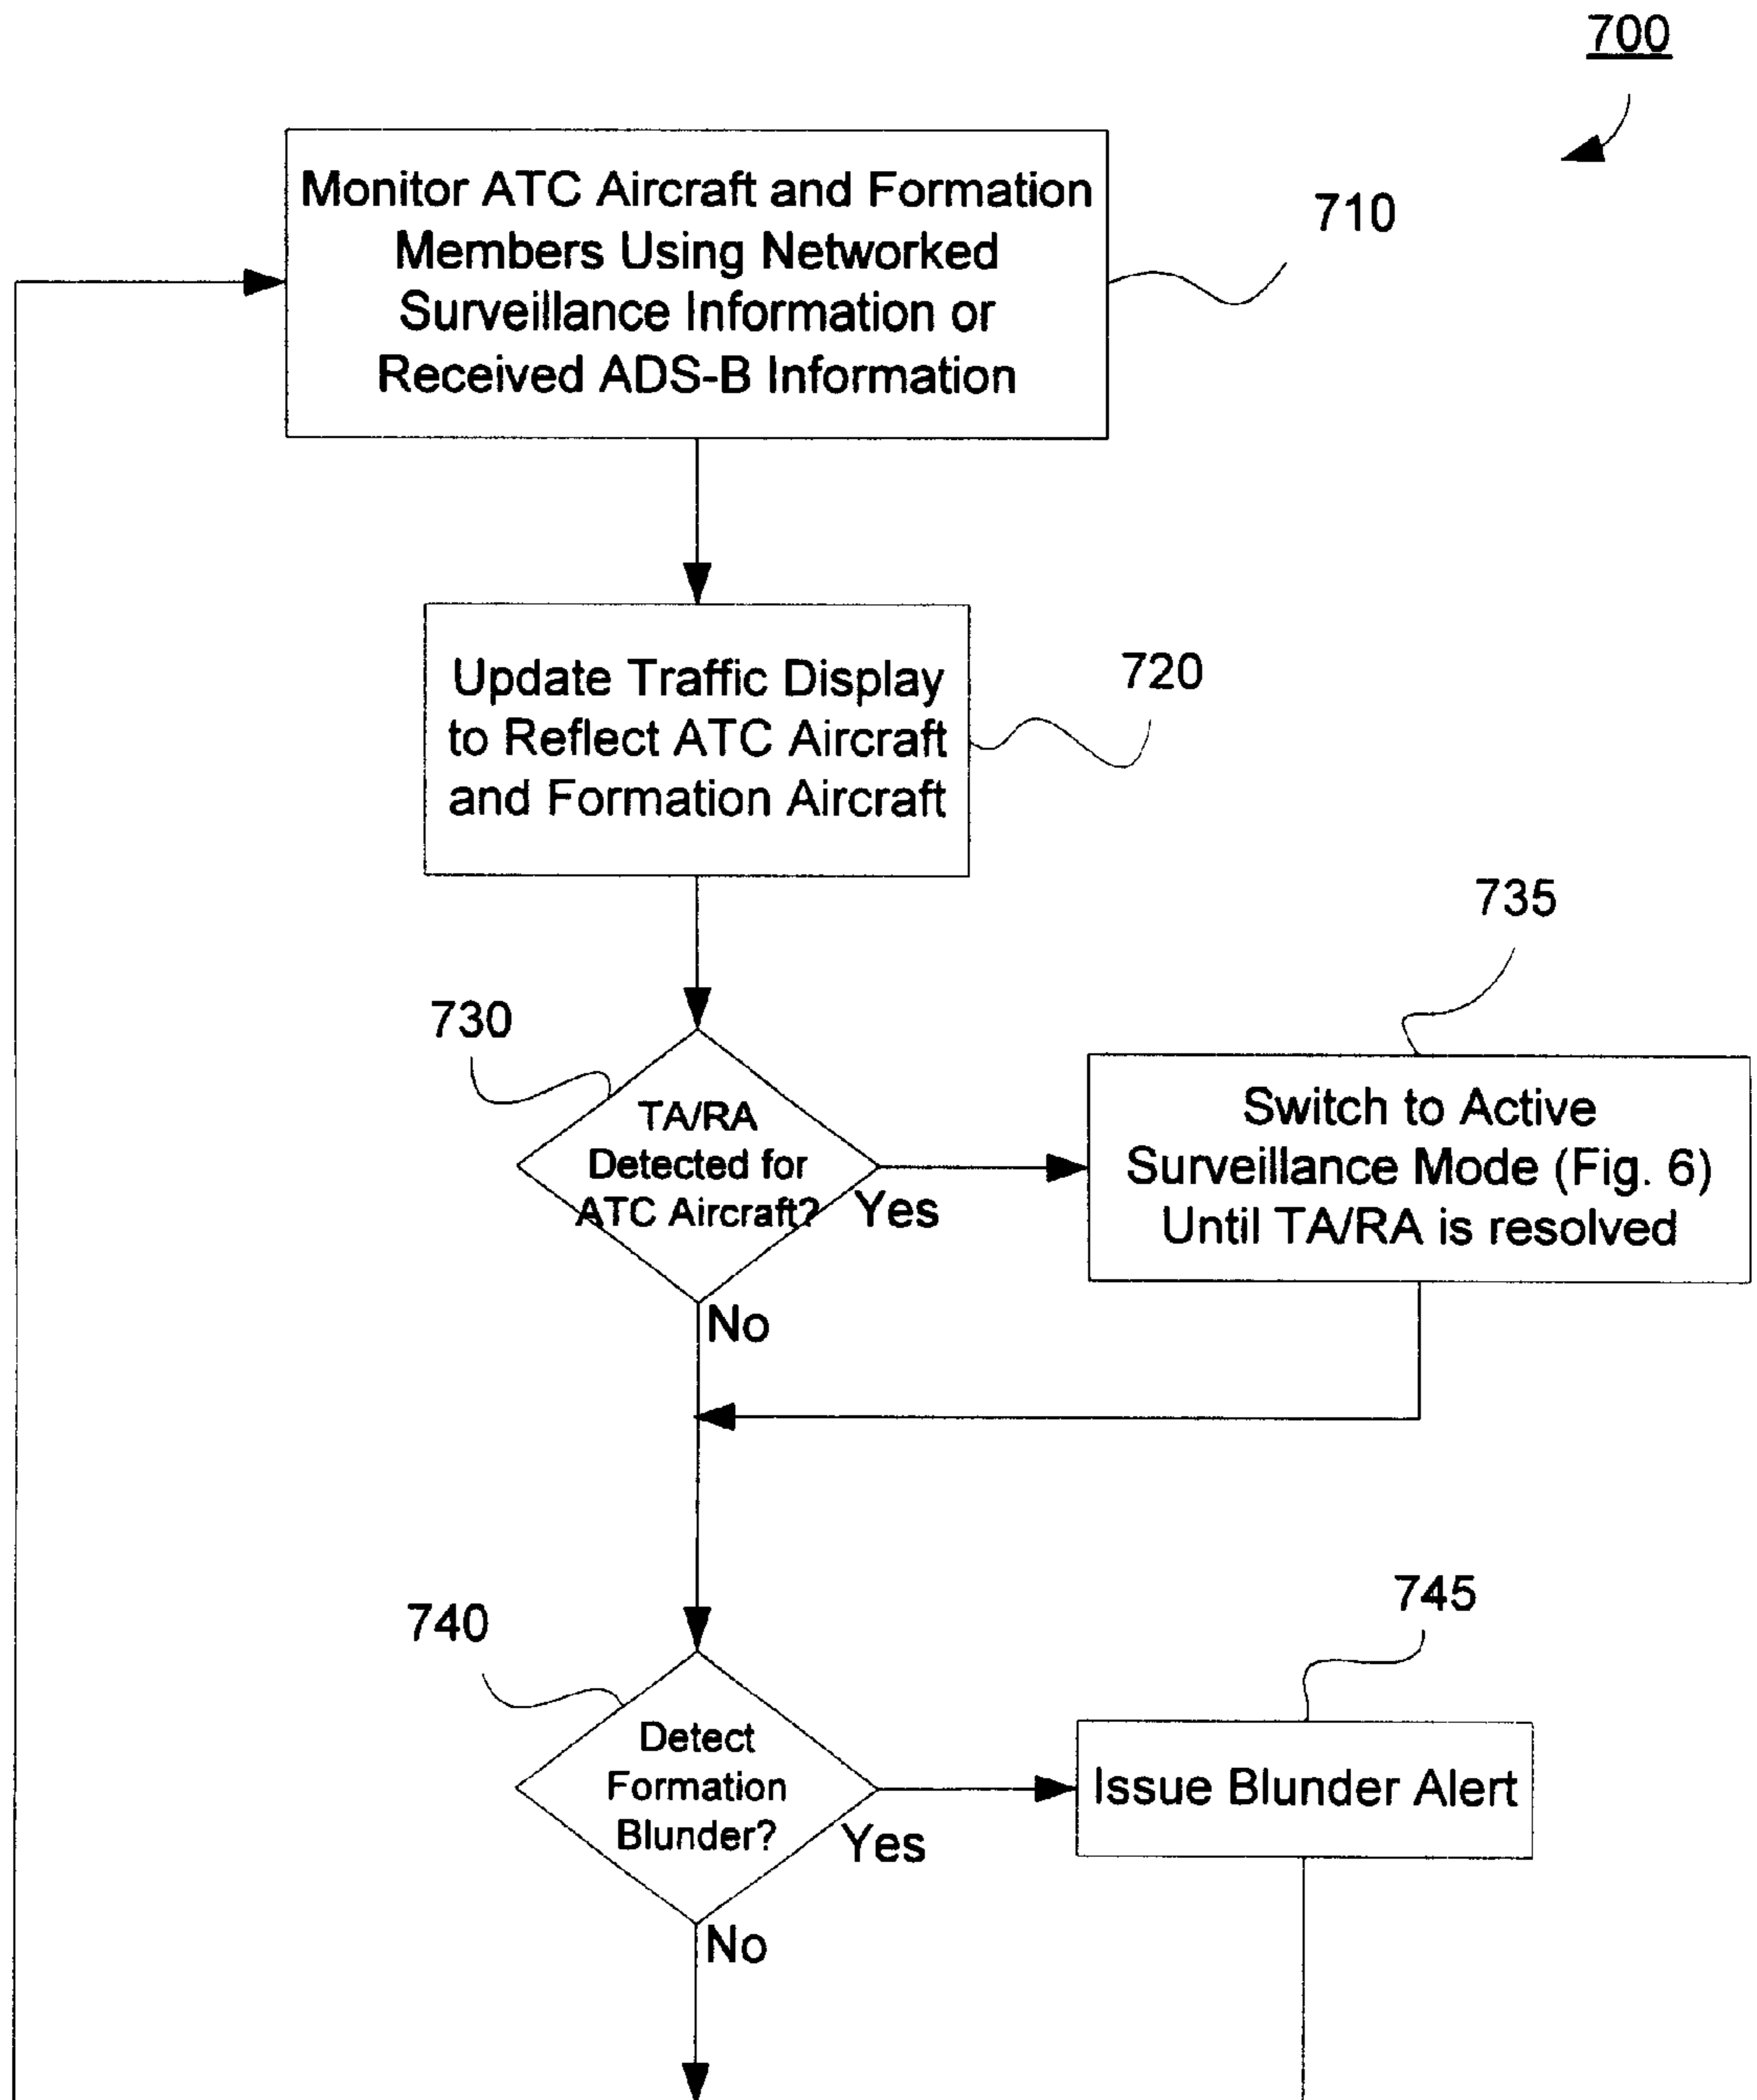 700
Monitor ATC Aircraft and Formation
Members Using Networked
Surveillance Information or
Received ADS-B Information
710
Update Traffic Display
to Reflect ATC Aircraft
and Formation Aircraft
720
730
TA/RA
Detected for
ATC Aircraft?
Yes
No
735
Switch to Active
Surveillance Mode (Fig. 6)
Until TA/RA is resolved
740
Detect
Formation
Blunder?
Yes
No
745
Issue Blunder Alert